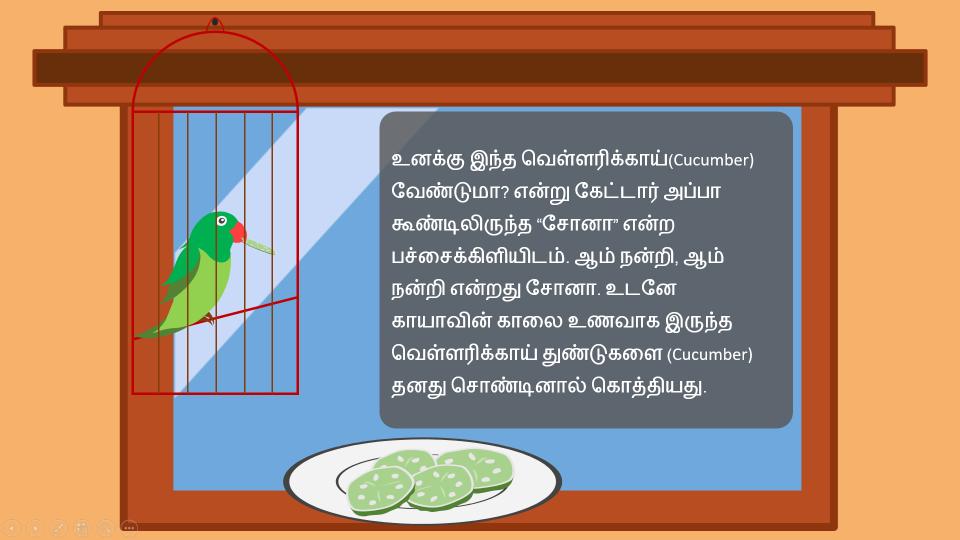 உனக்கு இந்த வெள்ளரிக்காய்(Cucumber)
வேண்டுமா? என்று கேட்டார் அப்பா
கூண்டிலிருந்த “சோனா” என்ற
பச்சைக்கிளியிடம். ஆம் நன்றி, ஆம்
நன்றி என்றது சோனா. உடனே
காயாவின் காலை உணவாக இருந்த
வெள்ளரிக்காய் துண்டுகளை (Cucumber)
தனது சொண்டினால் கொத்தியது.